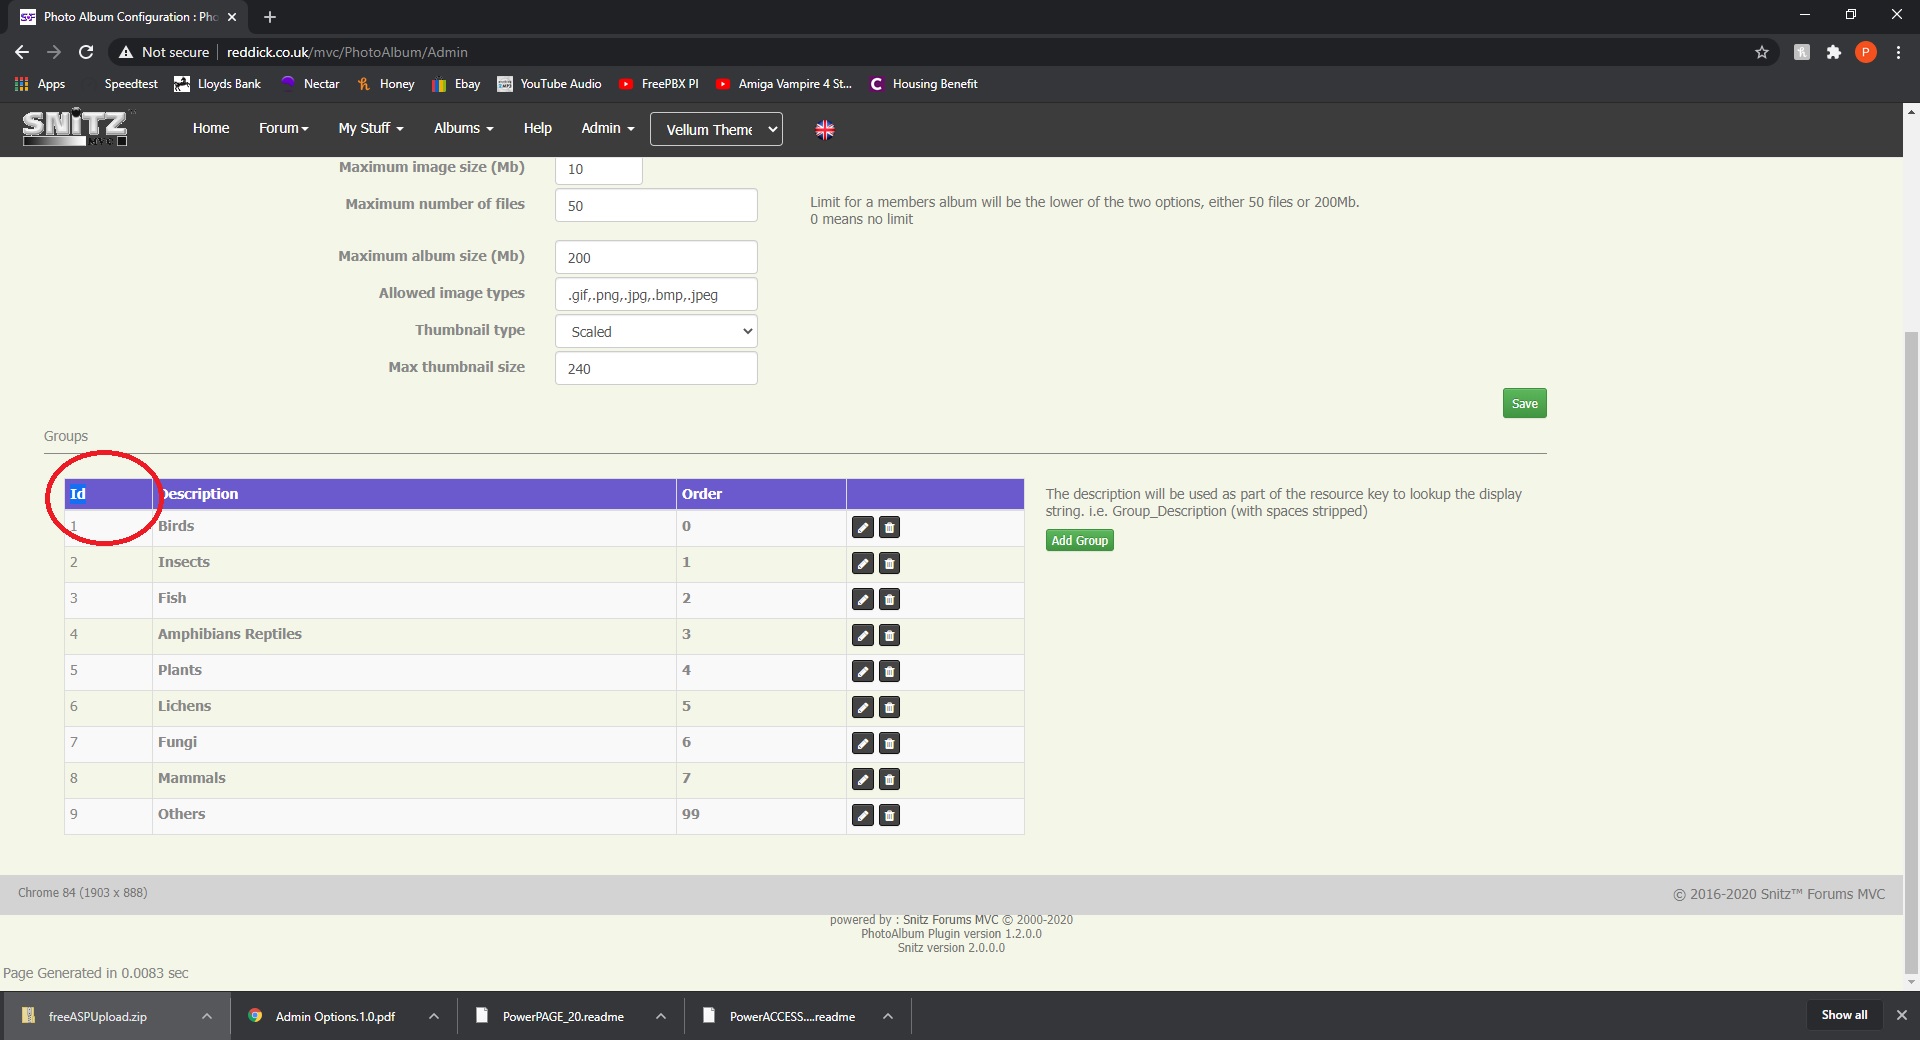 Photo Album Configuration : Pho
Not secure | reddick.co.uk/mvc/PhotoAlbum/Admin
P
Apps Speedtest Lloyds Bank Nectar Honey Ebay YouTube Audio FreePBX PI Amiga Vampire 4 St... Housing Benefit
SNiTZ
MVC
Home Forum My Stuff Albums Help Admin Vellum Theme
Maximum image size (Mb) 10
Maximum number of files 50
Limit for a members album will be the lower of the two options, either 50 files or 200Mb.
0 means no limit
Maximum album size (Mb) 200
Allowed image types .gif,.png,.jpg,.bmp,.jpeg
Thumbnail type Scaled
Max thumbnail size 240
Save
Groups
Id Description Order
1 Birds 0
2 Insects 1
3 Fish 2
4 Amphibians Reptiles 3
5 Plants 4
6 Lichens 5
7 Fungi 6
8 Mammals 7
9 Others 99
The description will be used as part of the resource key to lookup the display
string. i.e. Group_Description (with spaces stripped)
Add Group
Chrome 84 (1903 x 888)
© 2016-2020 Snitz™ Forums MVC
powered by : Snitz Forums MVC © 2000-2020
PhotoAlbum Plugin version 1.2.0.0
Snitz version 2.0.0.0
Page Generated in 0.0083 sec
freeASPUpload.zip Admin Options.1.0.pdf PowerPAGE_20.readme PowerACCESS....readme Show all